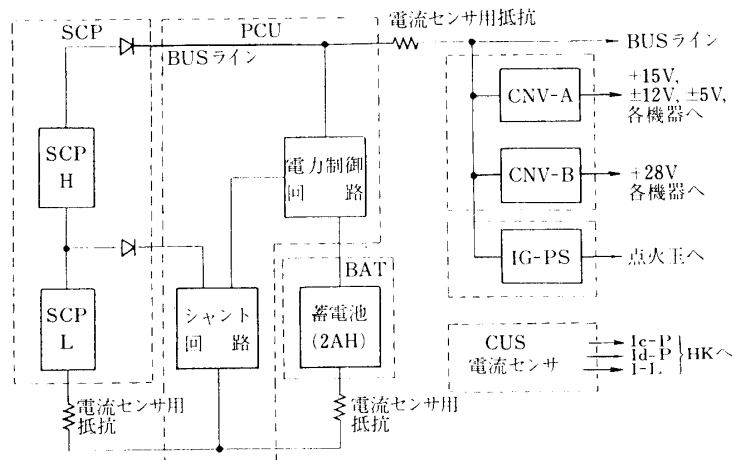 電流センサ用抵抗
SCP
PCU
BUSライン
BUSライン
SCP
H
電力制御
回　路
CNV-A
+15V,
±12V, ±5V,
各機器へ
CNV-B
+28V
各機器へ
IG-PS
点火玉へ
BAT
SCP
L
シャント
回　路
蓄電池
(2AH)
CUS
電流センサ
Ic-P
Id-P
I-L
HKへ
電流センサ用
抵抗
電流センサ用
抵抗